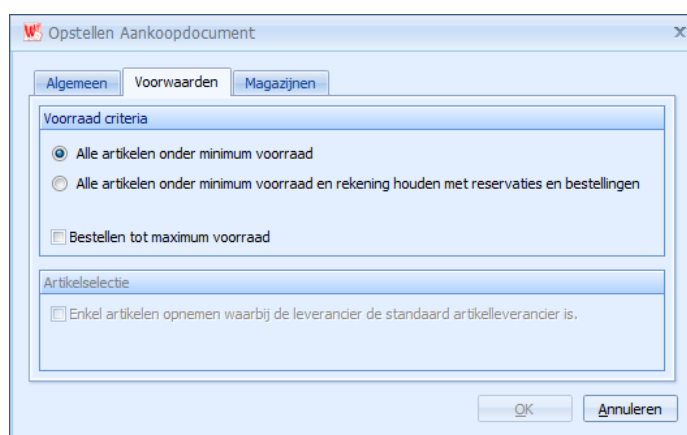 Opstellen Aankoopdocument
Algemeen Voorwaarden Magazijnen
Voorraad criteria
Alle artikelen onder minimum voorraad
Alle artikelen onder minimum voorraad en rekening houden met reservaties en bestellingen
Bestellen tot maximum voorraad
Artikelselectie
Enkel artikelen opnemen waarbij de leverancier de standaard artikelleverancier is.
OK Annuleren